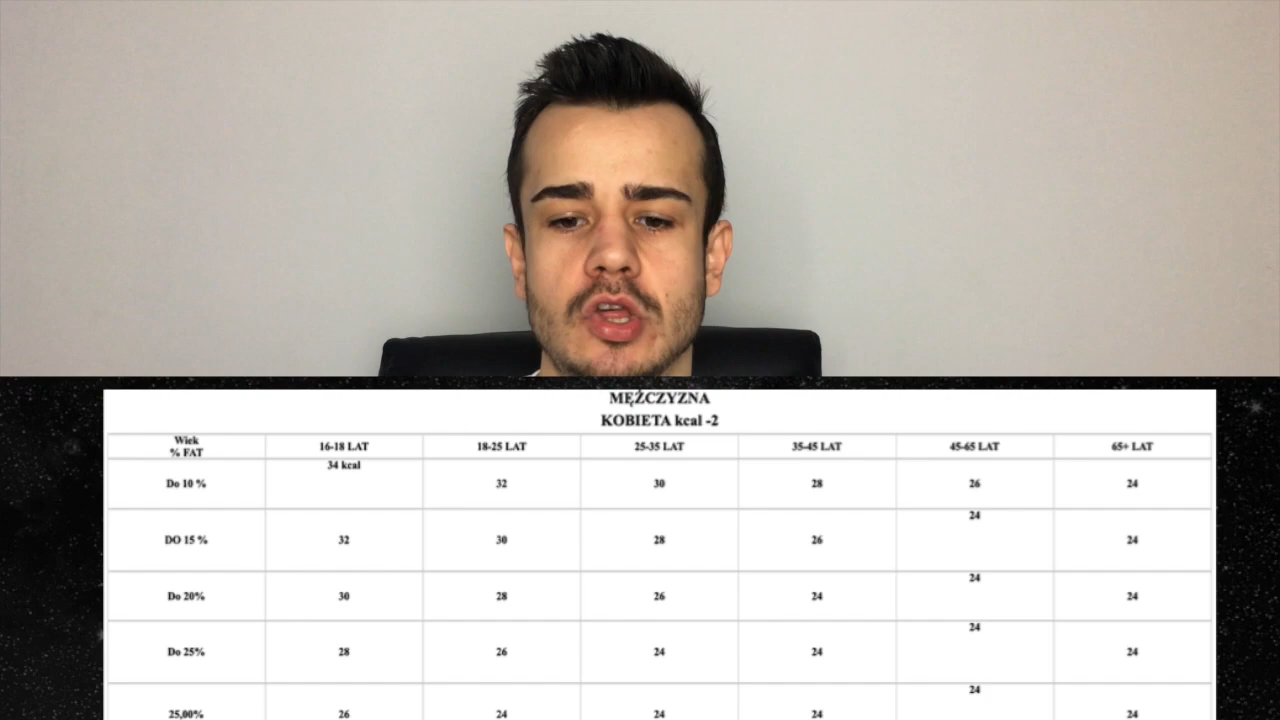 MĘŻCZYZNA
KOBIETA kcal -2
Wiek
% FAT 16-18 LAT 18-25 LAT 25-35 LAT 35-45 LAT 45-65 LAT 65+ LAT
Do 10 % 34 kcal 32 30 28 26 24
DO 15 % 32 30 28 26 24 24
Do 20% 30 28 26 24 24 24
Do 25% 28 26 24 24 24 24
25,00% 26 24 24 24 24 24